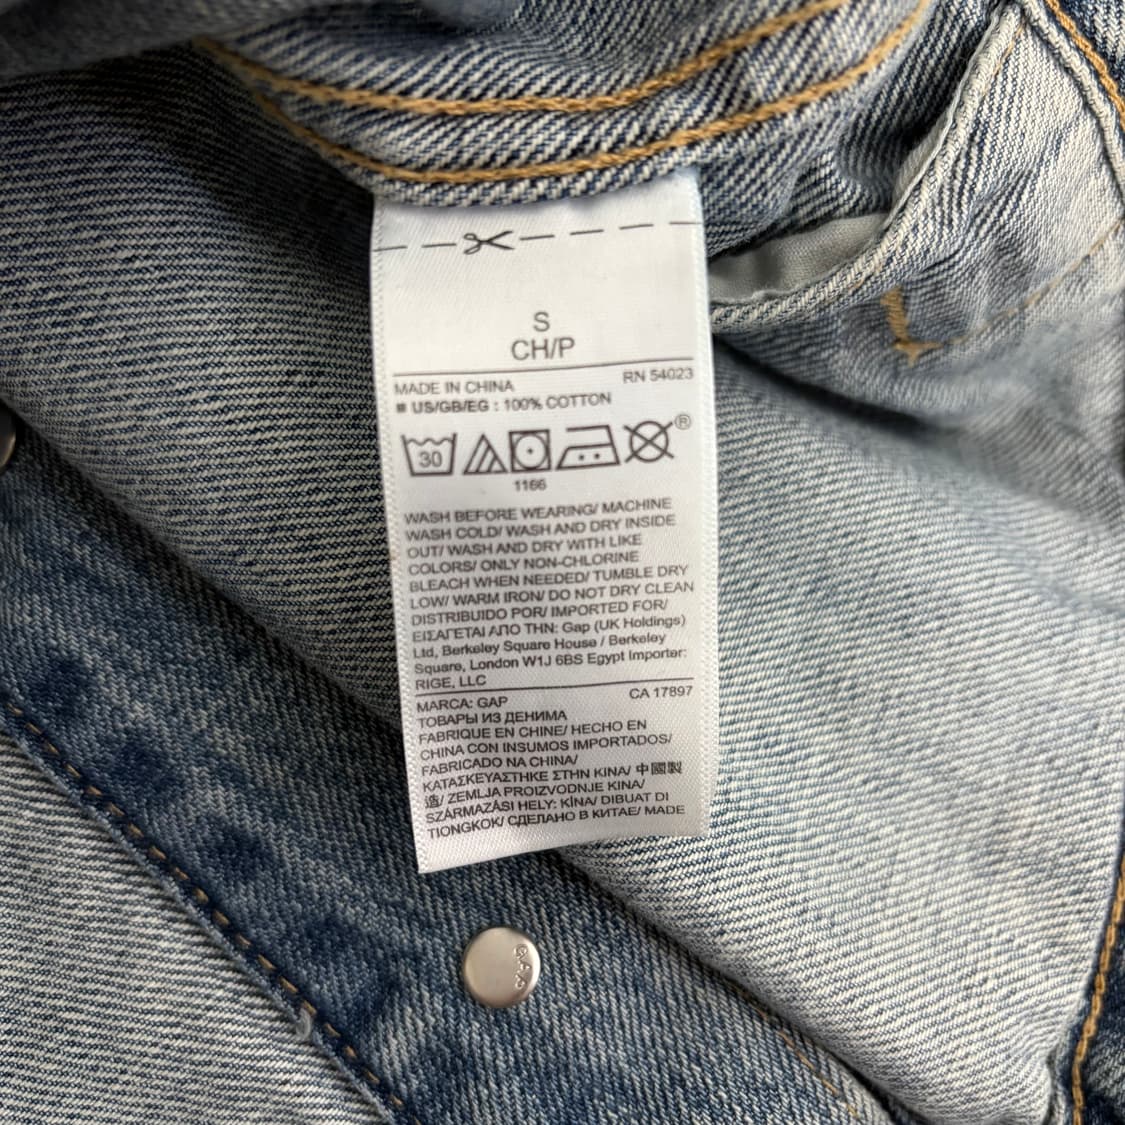 S
CH/P
MADE IN CHINA RN 54023
US/GB/EG : 100% COTTON
30
®
1166
WASH BEFORE WEARING/ MACHINE
WASH COLD/ WASH AND DRY INSIDE
OUT/ WASH AND DRY WITH LIKE
COLORS/ ONLY NON-CHLORINE
BLEACH WHEN NEEDED/ TUMBLE DRY
LOW/ WARM IRON/ DO NOT DRY CLEAN
DISTRIBUIDO POR/ IMPORTED FOR/
ΕΙΣΑΓΕΤΑΙ ΑΠΟ ΤΗΝ: Gap (UK Holdings)
Ltd, Berkeley Square House / Berkeley
Square, London W1J 6BS Egypt Importer:
RIGE, LLC
MARCA: GAP CA 17897
ТОВАРЫ ИЗ ДЕНИМА
FABRIQUE EN CHINE/ HECHO EN
CHINA CON INSUMOS IMPORTADOS/
FABRICADO NA CHINA/
ΚΑΤΑΣΚΕΥΑΣΤΗΚΕ ΣΤΗΝ ΚΙΝΑ/ 中國製
造/ ZEMLJA PROIZVODNJE KINA/
SZÁRMAZÁSI HELY: KÍNA/ DIBUAT DI
TIONGKOK/ СДЕЛАНО В КИТАЕ/ MADE
GAP